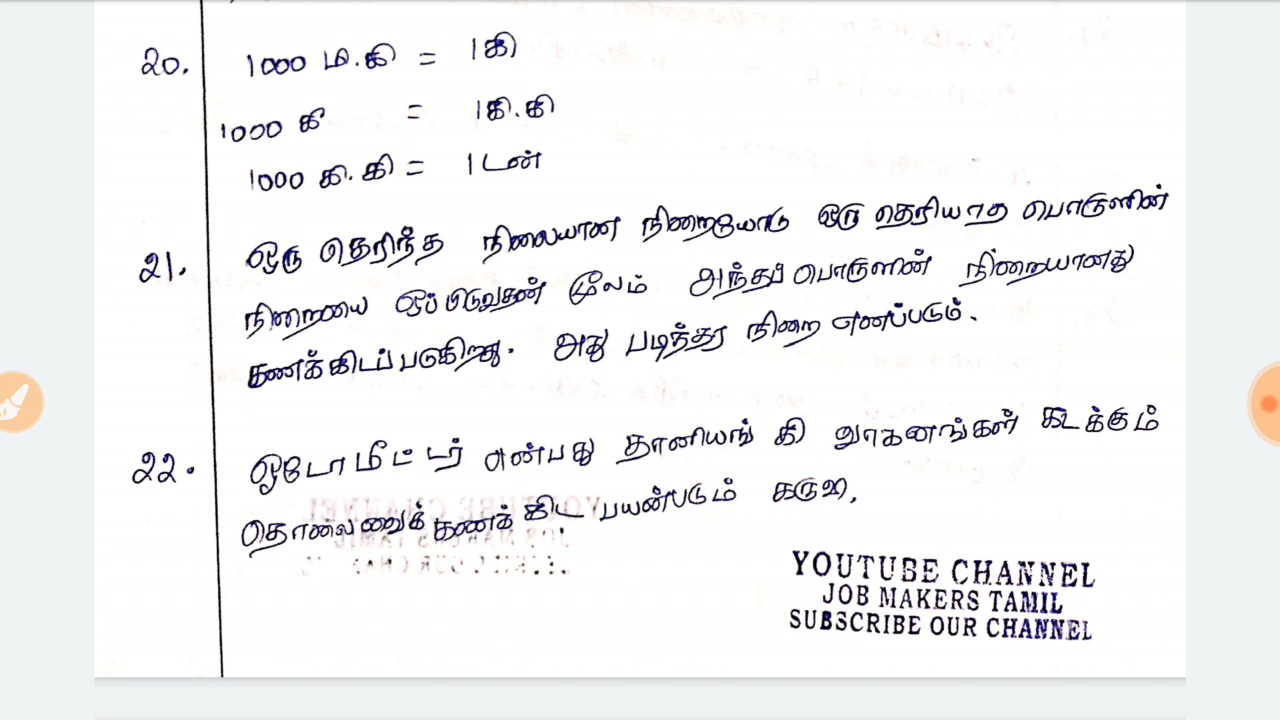 20. 1000 மி.கி = 1கி
1000 கி = 1கி.கி
1000 கி.கி = 1 டன்
21. ஒரு தெரிந்த நிலையான நிறையோடு ஒரு தெரியாத பொருளின்
நிறையை ஒப்பிடுவதன் மூலம் அந்தப் பொருளின் நிறையானது
கணக்கிடப்படுகிறது. அது படித்தர நிறை எனப்படும்.
22. ஓடோமீட்டர் என்பது தானியங்கி வாகனங்கள் கடக்கும்
தொலைவைக் கணக்கிட பயன்படும் கருவி.
YOUTUBE CHANNEL
JOB MAKERS TAMIL
SUBSCRIBE OUR CHANNEL